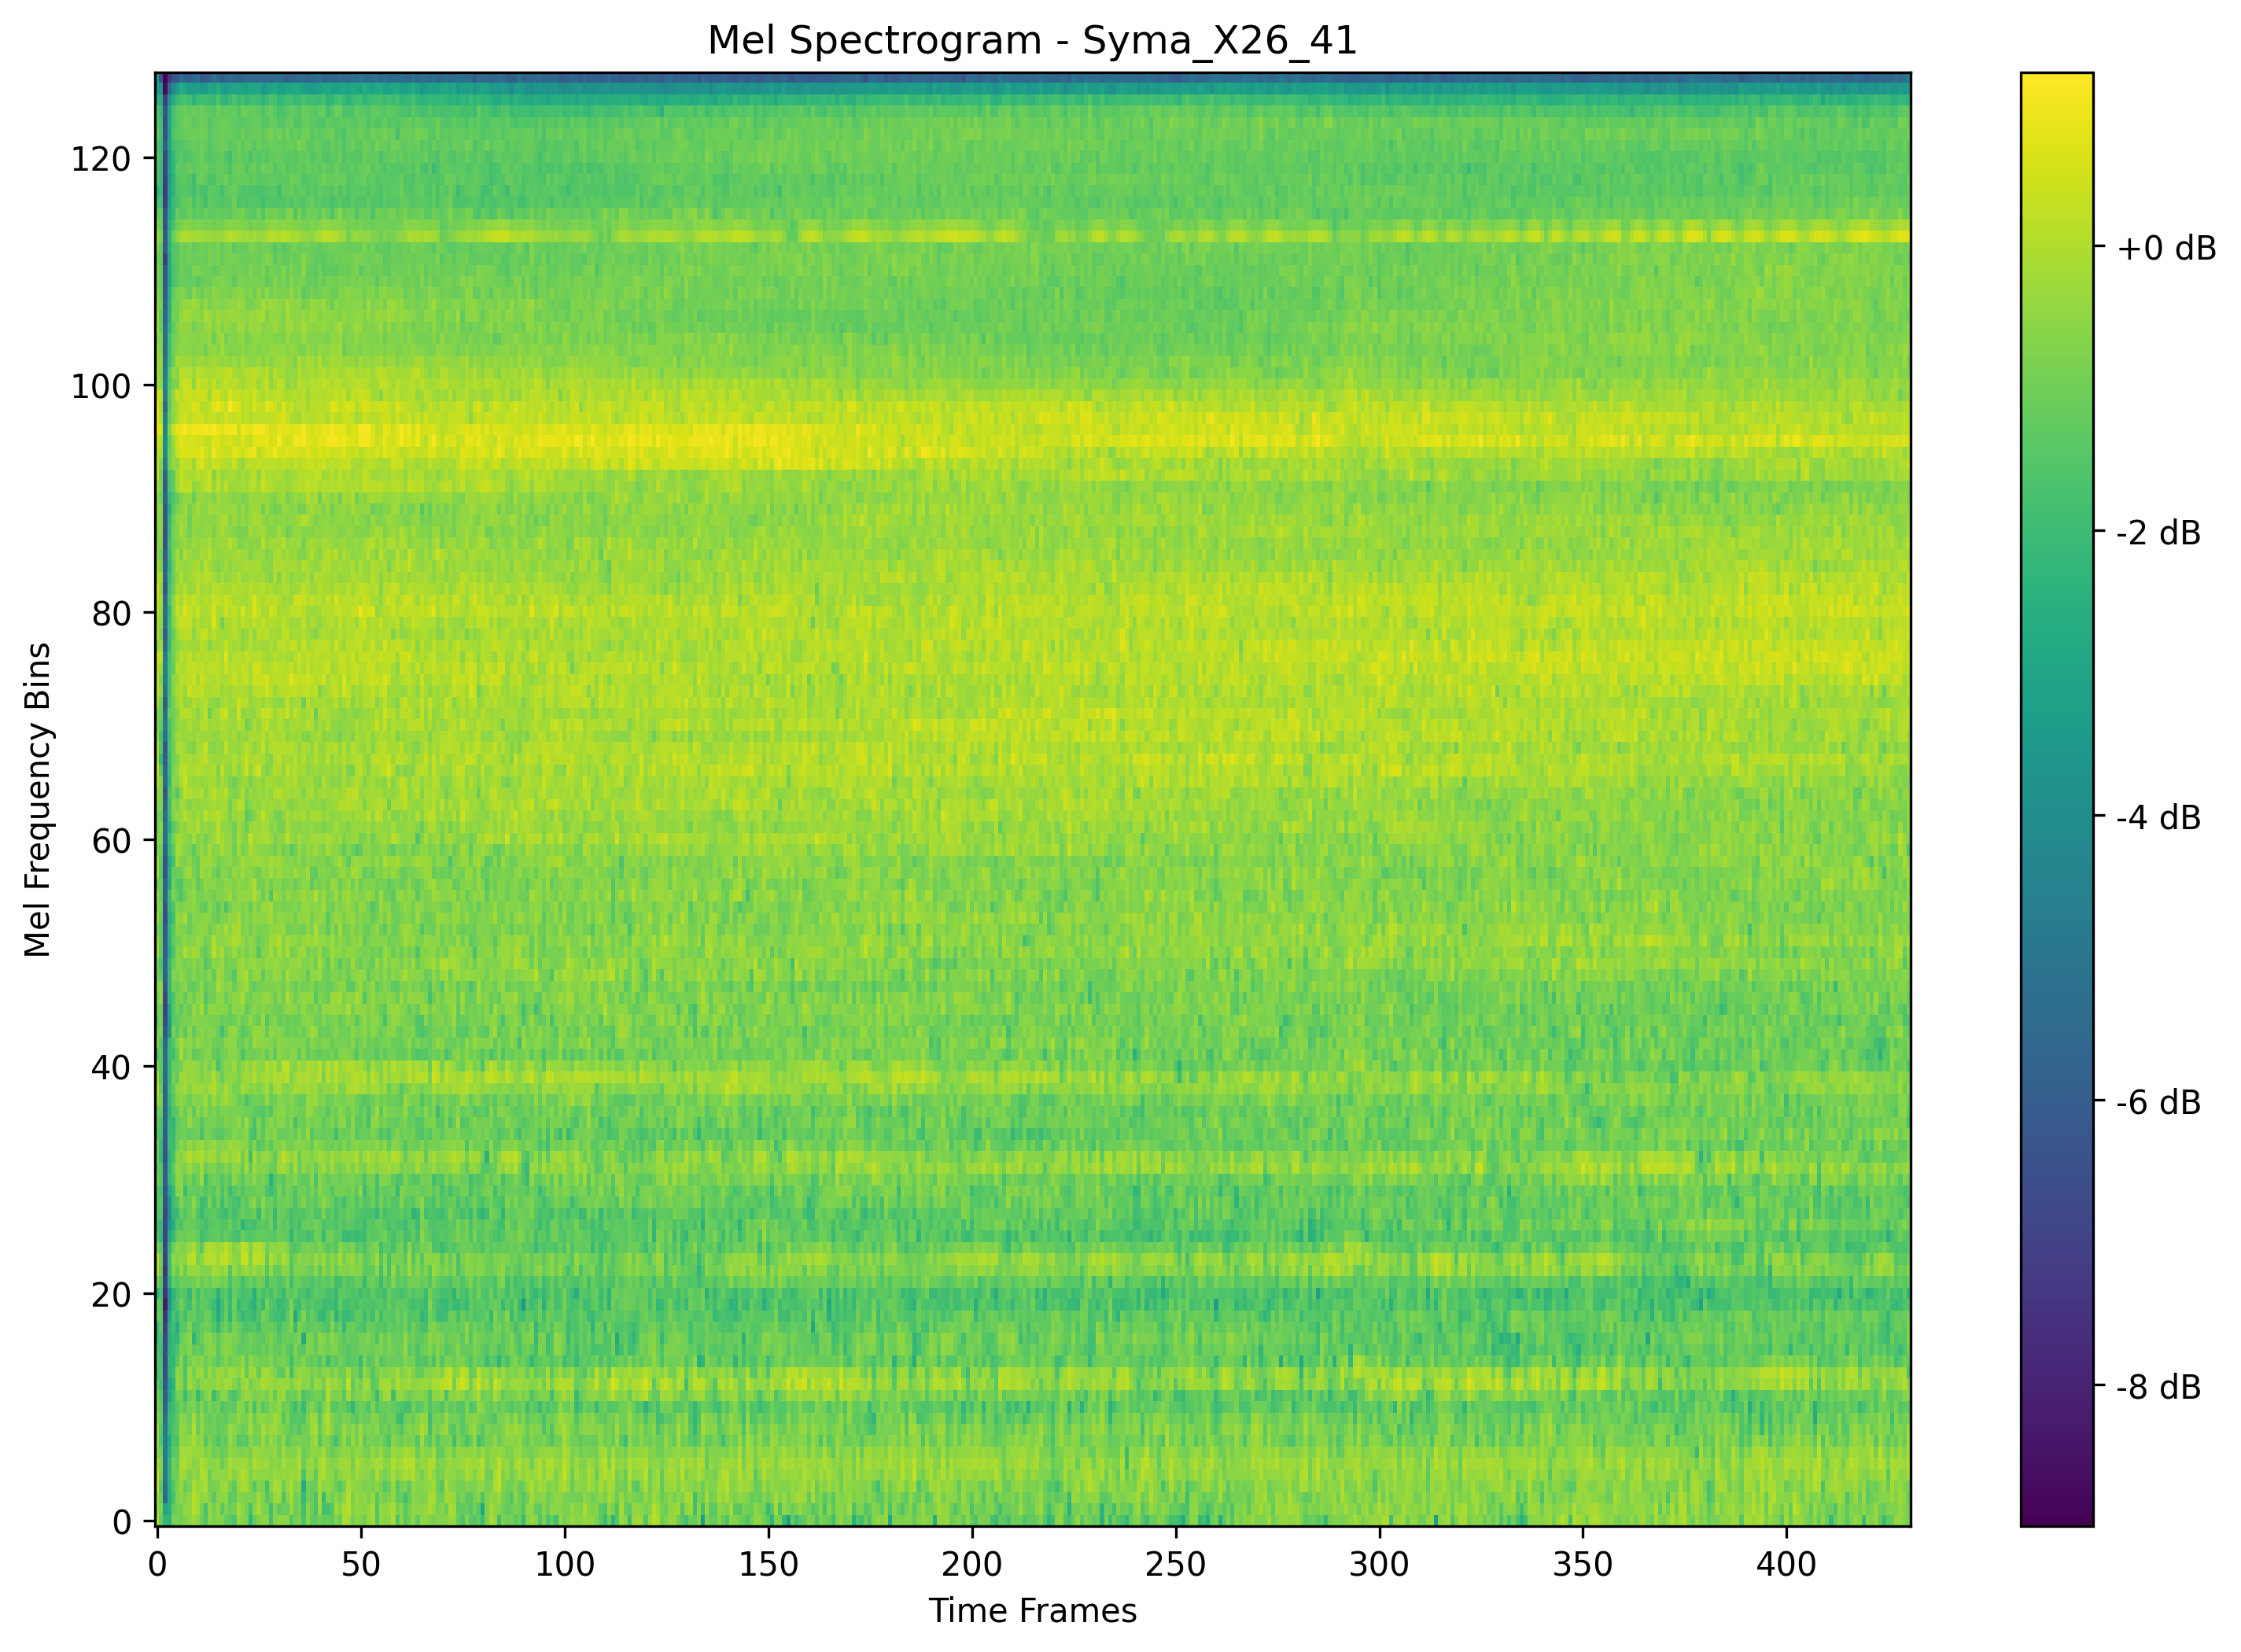 Mel Spectrogram - Syma_X26_41
Mel Frequency Bins
120
100
80
60
40
20
0
0 50 100 150 200 250 300 350 400
Time Frames
+0 dB
-2 dB
-4 dB
-6 dB
-8 dB